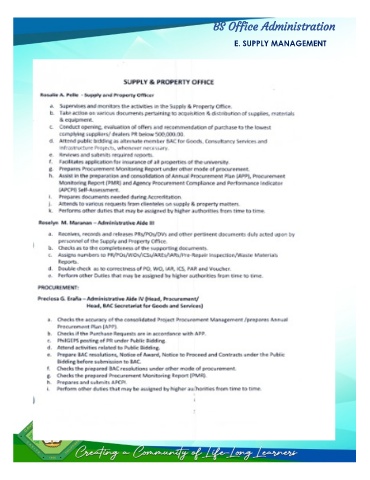 BS Office Administration
E. SUPPLY MANAGEMENT
SUPPLY & PROPERTY OFFICE
Rosalie A. Pelle - Supply and Property Officer
a. Supervises and monitors the activities in the Supply & Property Office.
b. Take action on various documents pertaining to acquisition & distribution of supplies, materials
& equipment.
c. Conduct opening, evaluation of offers and recommendation of purchase to the lowest
complying suppliers/ dealers PR below 500,000.00.
d. Attend public bidding as alternate member BAC for Goods, Consultancy Services and
Infrastructure Projects, whenever necessary.
e. Reviews and submits required reports.
f. Facilitates application for insurance of all properties of the university.
g. Prepares Procurement Monitoring Report under other mode of procurement.
h. Assist in the preparation and consolidation of Annual Procurement Plan (APP), Procurement
Monitoring Report (PMR) and Agency Procurement Compliance and Performance Indicator
(APCPI) Self-Assessment.
i. Prepares documents needed during Accreditation.
j. Attends to various requests from clienteles on supply & property matters.
k. Performs other duties that may be assigned by higher authorities from time to time.
Roselyn M. Maranan - Administrative Aide III
a. Receives, records and releases PRs/POs/DVs and other pertinent documents duly acted upon by
personnel of the Supply and Property Office.
b. Checks as to the completeness of the supporting documents.
c. Assigns numbers to PR/POs/WOs/ICSs/AREs/IARs/Pre-Repair Inspection/Waste Materials
Reports.
d. Double check as to correctness of PO, WO, IAR, ICS, PAR and Voucher.
e. Perform other Duties that may be assigned by higher authorities from time to time.
PROCUREMENT:
Preciosa G. Eraña – Administrative Aide IV (Head, Procurement/
Head, BAC Secretariat for Goods and Services)
a. Checks the accuracy of the consolidated Project Procurement Management /prepares Annual
Procurement Plan (APP).
b. Checks if the Purchase Requests are in accordance with APP.
c. PhilGEPS posting of PR under Public Bidding.
d. Attend activities related to Public Bidding.
e. Prepare BAC resolutions, Notice of Award, Notice to Proceed and Contracts under the Public
Bidding before submission to BAC.
f. Checks the prepared BAC resolutions under other mode of procurement.
g. Checks the prepared Procurement Monitoring Report (PMR).
h. Prepares and submits APCPI.
i. Perform other duties that may be assigned by higher authorities from time to time.
Creating a Community of Life-Long Learners